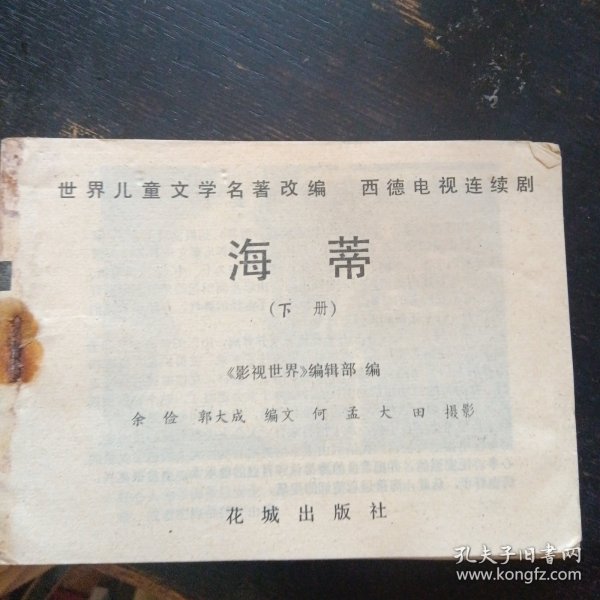 世界儿童文学名著改编 西德电视连续剧
海蒂
(下册)
《影视世界》编辑部 编
余俭 郭大成 编文 何孟大田 摄影
花城出版社
孔夫子旧书网
www.kongfz.com